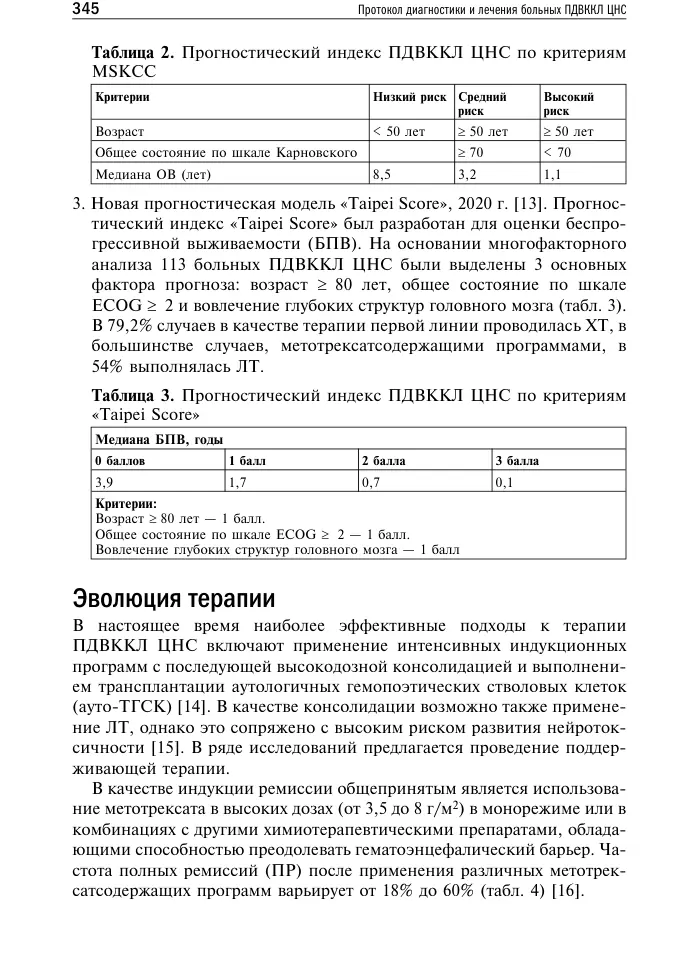 345
Протокол диагностики и лечения больных ПДВККЛ ЦНС
Таблица 2. Прогностический индекс ПДВККЛ ЦНС по критериям
MSKCC
Критерии Низкий риск Средний риск Высокий риск
Возраст < 50 лет ≥ 50 лет ≥ 50 лет
Общее состояние по шкале Карновского ≥ 70 < 70
Медиана ОВ (лет) 8,5 3,2 1,1
3. Новая прогностическая модель «Taipei Score», 2020 г. [13]. Прогнос-
тический индекс «Taipei Score» был разработан для оценки беспро-
грессивной выживаемости (БПВ). На основании многофакторного
анализа 113 больных ПДВККЛ ЦНС были выделены 3 основных
фактора прогноза: возраст ≥ 80 лет, общее состояние по шкале
ECOG ≥ 2 и вовлечение глубоких структур головного мозга (табл. 3).
В 79,2% случаев в качестве терапии первой линии проводилась ХТ, в
большинстве случаев, метотрексатсодержащими программами, в
54% выполнялась ЛТ.
Таблица 3. Прогностический индекс ПДВККЛ ЦНС по критериям
«Taipei Score»
Медиана БПВ, годы
0 баллов 1 балл 2 балла 3 балла
3,9 1,7 0,7 0,1
Критерии:
Возраст ≥ 80 лет — 1 балл.
Общее состояние по шкале ECOG ≥ 2 — 1 балл.
Вовлечение глубоких структур головного мозга — 1 балл
Эволюция терапии
В настоящее время наиболее эффективные подходы к терапии
ПДВККЛ ЦНС включают применение интенсивных индукционных
программ с последующей высокодозной консолидацией и выполнени-
ем трансплантации аутологичных гемопоэтических стволовых клеток
(ауто-ТГСК) [14]. В качестве консолидации возможно также примене-
ние ЛТ, однако это сопряжено с высоким риском развития нейроток-
сичности [15]. В ряде исследований предлагается проведение поддер-
живающей терапии.
В качестве индукции ремиссии общепринятым является использова-
ние метотрексата в высоких дозах (от 3,5 до 8 г/м²) в монорежиме или в
комбинациях с другими химиотерапевтическими препаратами, облада-
ющими способностью преодолевать гематоэнцефалический барьер. Ча-
стота полных ремиссий (ПР) после применения различных метотрек-
сатсодержащих программ варьирует от 18% до 60% (табл. 4) [16].